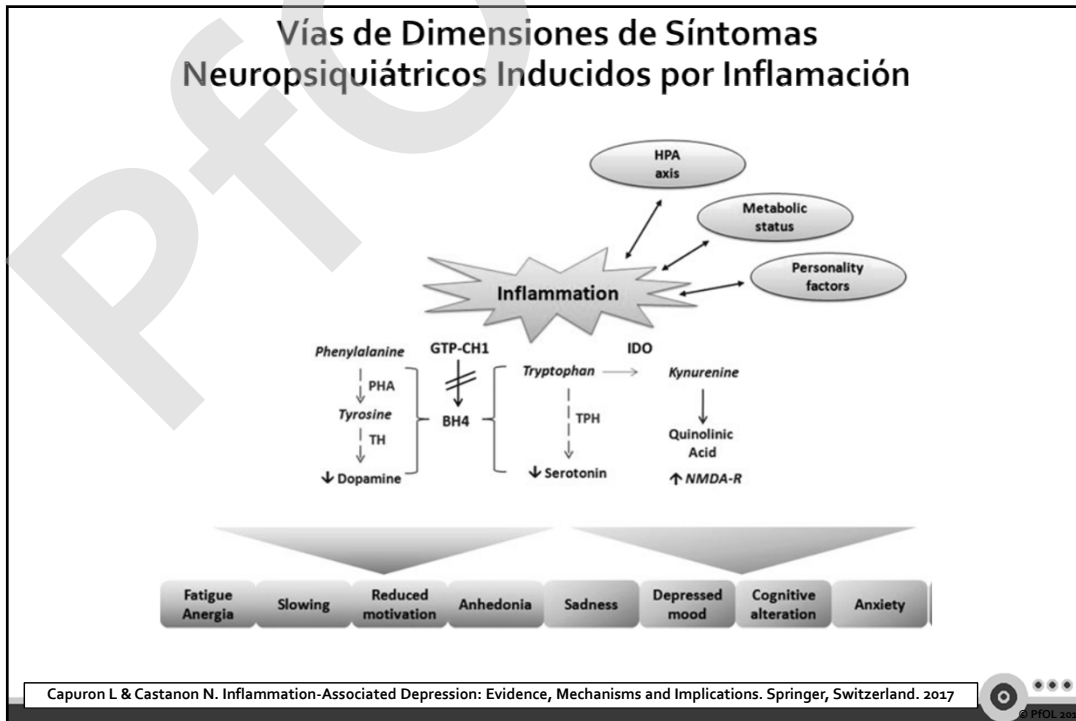 Vías de Dimensiones de Síntomas
Neuropsiquiátricos Inducidos por Inflamación
PfO
HPA
axis
Metabolic
status
Personality
factors
Inflammation
Phenylalanine
GTP-CH1
IDO
Tryptophan
Kynurenine
PHA
Tyrosine
BH4
TPH
TH
Quinolinic
Acid
↓ Dopamine
↓ Serotonin
↑ NMDA-R
Fatigue
Anergia
Slowing
Reduced
motivation
Anhedonia
Sadness
Depressed
mood
Cognitive
alteration
Anxiety
Capuron L & Castanon N. Inflammation-Associated Depression: Evidence, Mechanisms and Implications. Springer, Switzerland. 2017
© PfOL